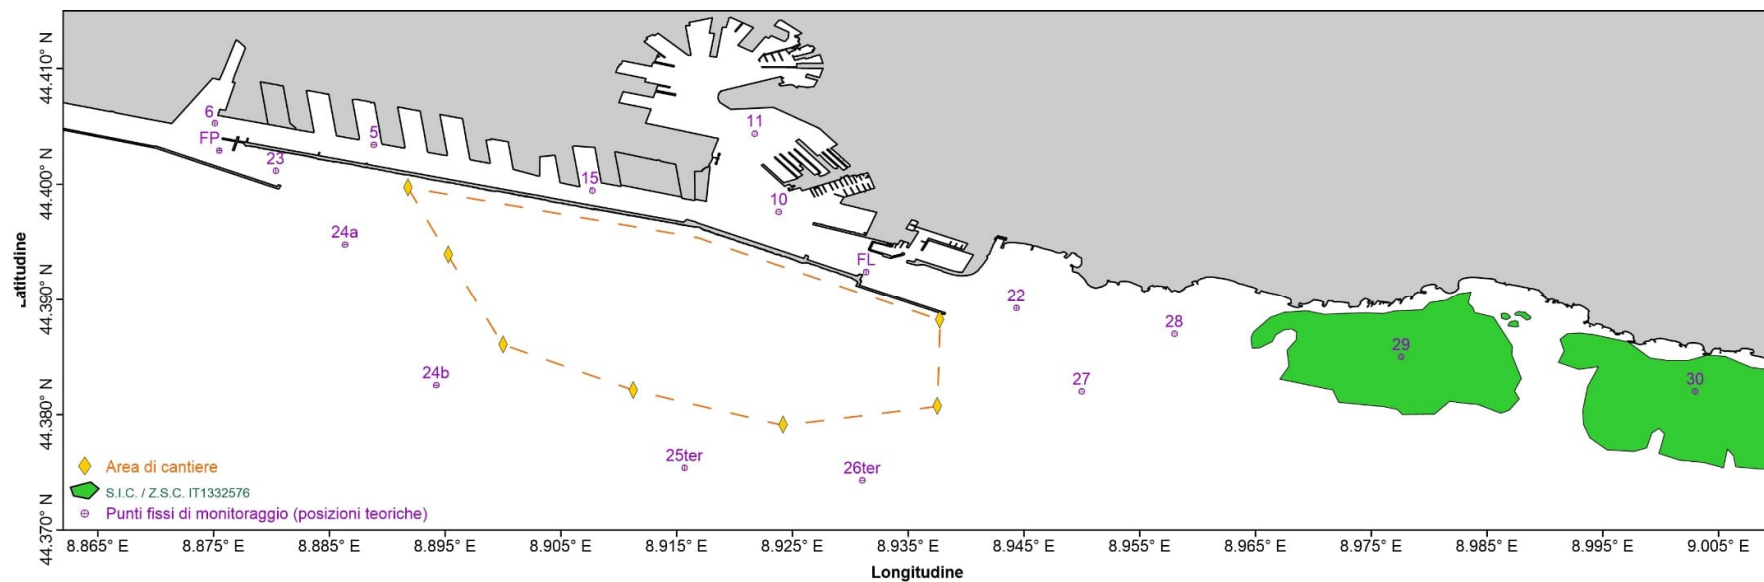 44.410° N
44.400° N
44.390° N
44.380° N
44.370° N
Latitudine
6
FP
23
5
15
11
10
FL
24a
24b
25ter
26ter
22
28
27
29
30
Area di cantiere
S.I.C. / Z.S.C. IT1332576
Punti fissi di monitoraggio (posizioni teoriche)
8.865° E 8.875° E 8.885° E 8.895° E 8.905° E 8.915° E 8.925° E 8.935° E 8.945° E 8.955° E 8.965° E 8.975° E 8.985° E 8.995° E 9.005° E
Longitudine